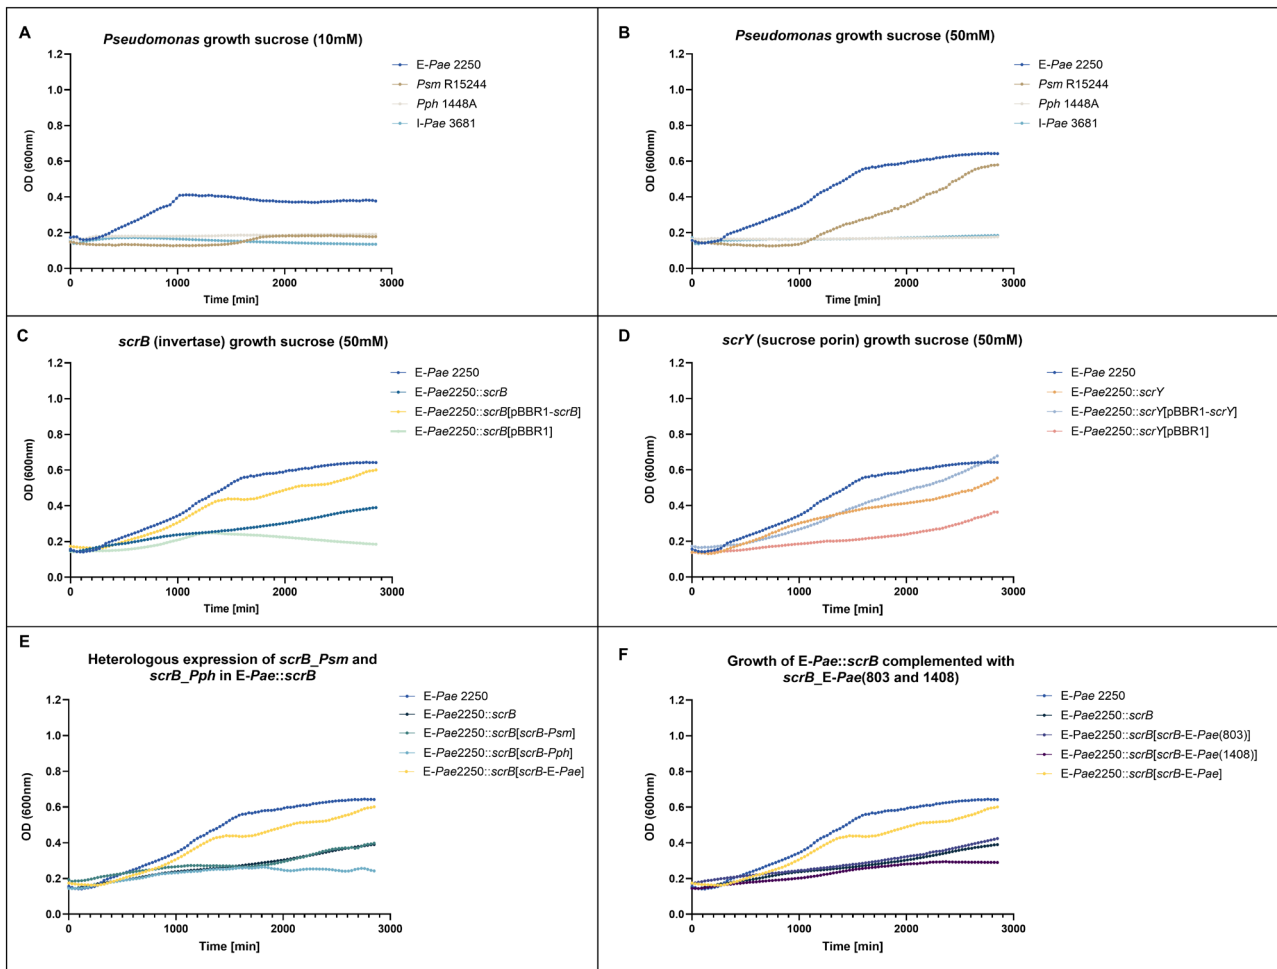 A
Pseudomonas growth sucrose (10mM)
1.2
1.0
0.8
0.6
0.4
0.2
0.0
OD (600nm)
0
1000
2000
3000
Time [min]
E-Pae 2250
Psm R15244
Pph 1448A
I-Pae 3681
B
Pseudomonas growth sucrose (50mM)
1.2
1.0
0.8
0.6
0.4
0.2
0.0
OD (600nm)
0
1000
2000
3000
Time [min]
E-Pae 2250
Psm R15244
Pph 1448A
I-Pae 3681
C
scrB (invertase) growth sucrose (50mM)
1.2
1.0
0.8
0.6
0.4
0.2
0.0
OD (600nm)
0
1000
2000
3000
Time [min]
E-Pae 2250
E-Pae2250::scrB
E-Pae2250::scrB[pBBR1-scrB]
E-Pae2250::scrB[pBBR1]
D
scrY (sucrose porin) growth sucrose (50mM)
1.2
1.0
0.8
0.6
0.4
0.2
0.0
OD (600nm)
0
1000
2000
3000
Time [min]
E-Pae 2250
E-Pae2250::scrY
E-Pae2250::scrY[pBBR1-scrY]
E-Pae2250::scrY[pBBR1]
E
Heterologous expression of scrB_Psm and
scrB_Pph in E-Pae::scrB
1.2
1.0
0.8
0.6
0.4
0.2
0.0
OD (600nm)
0
1000
2000
3000
Time [min]
E-Pae 2250
E-Pae2250::scrB
E-Pae2250::scrB[scrB-Psm]
E-Pae2250::scrB[scrB-Pph]
E-Pae2250::scrB[scrB-E-Pae]
F
Growth of E-Pae::scrB complemented with
scrB_E-Pae(803 and 1408)
1.2
1.0
0.8
0.6
0.4
0.2
0.0
OD (600nm)
0
1000
2000
3000
Time [min]
E-Pae 2250
E-Pae2250::scrB
E-Pae2250::scrB[scrB-E-Pae(803)]
E-Pae2250::scrB[scrB-E-Pae(1408)]
E-Pae2250::scrB[scrB-E-Pae]